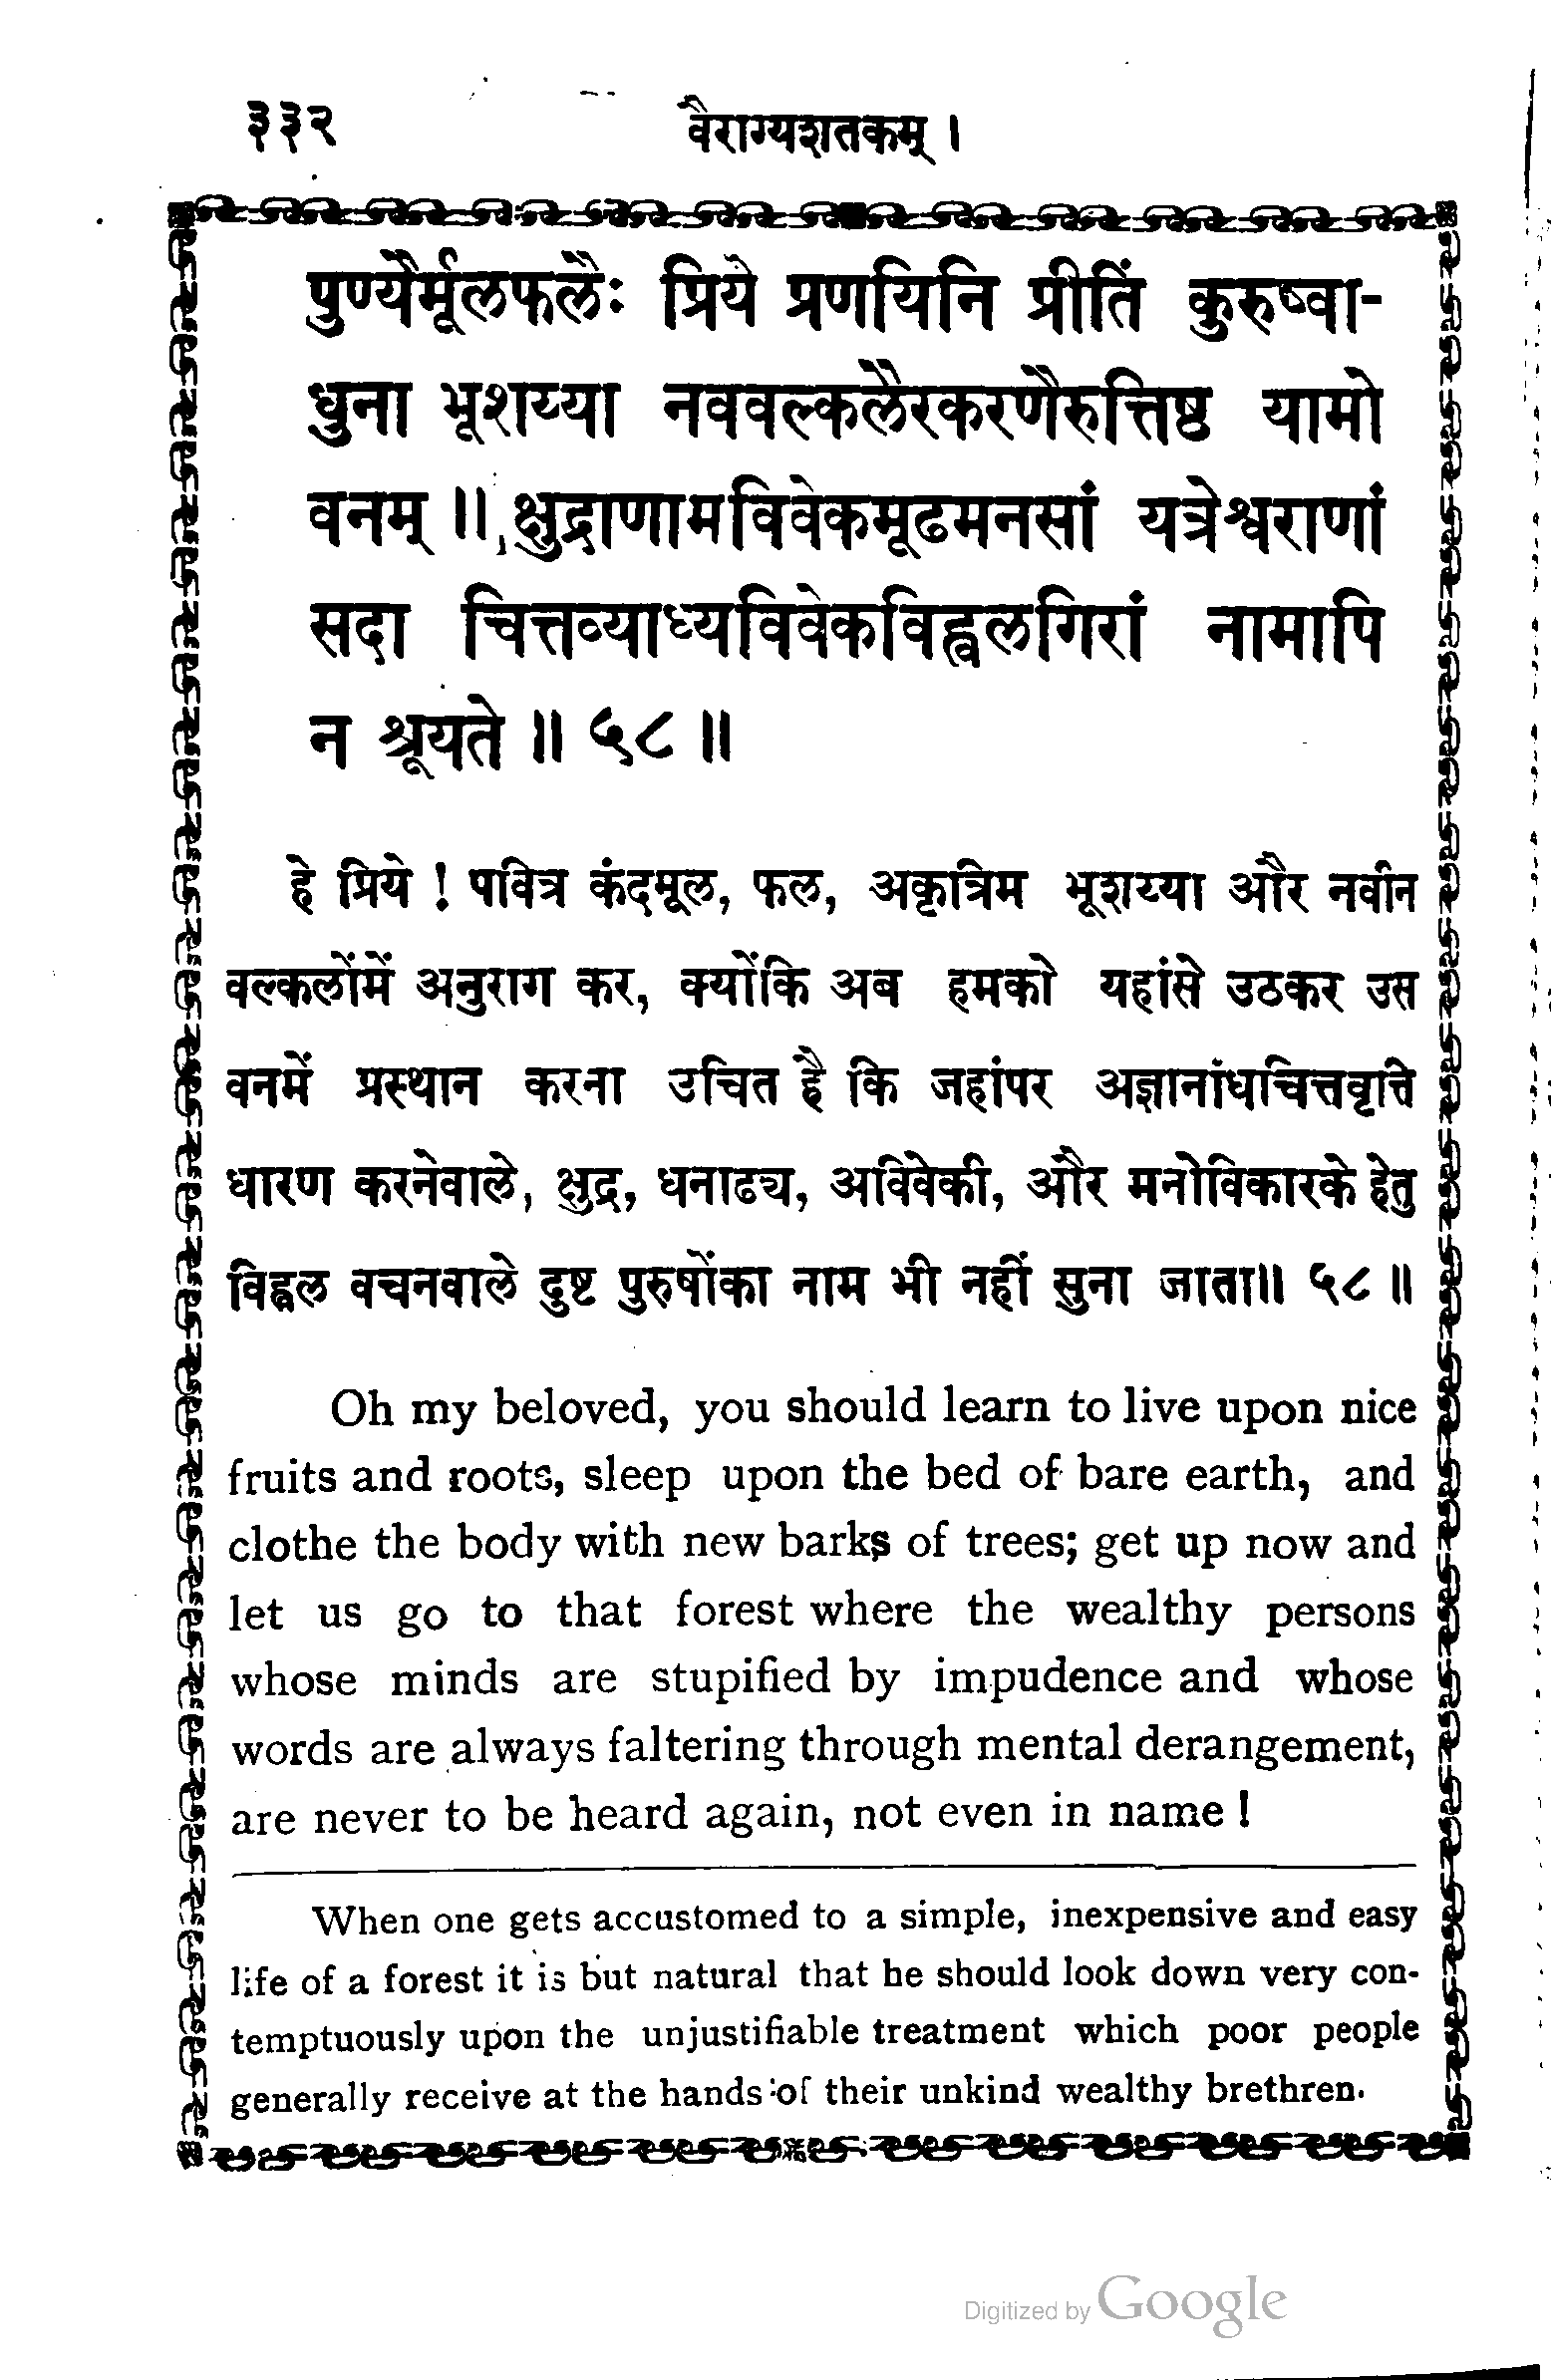 ३३२ वैराग्यशतकम् ।
पुण्यैर्मूलफलैः प्रिये प्रणयिनि प्रीतिं कुरुष्वा-
धुना भूशय्या नववल्कलैरकरणैरुत्तिष्ठ यामो
वनम् ॥ क्षुद्राणामविवेकमूढमनसां यत्रेश्वराणां
सदा चित्तव्याध्यविवेकविह्वलगिरां नामापि
न श्रूयते ॥ ५८ ॥
हे प्रिये ! पवित्र कंदमूल, फल, अकृत्रिम भूशय्या और नवीन
वल्कलोंमें अनुराग कर, क्योंकि अब हमको यहांसे उठकर उस
वनमें प्रस्थान करना उचित है कि जहांपर अज्ञानांधचित्तवृत्ति
धारण करनेवाले, क्षुद्र, धनाढ्य, अविवेकी, और मनोविकारके हेतु
विह्वल वचनवाले दुष्ट पुरुषोंका नाम भी नहीं सुना जाता॥ ५८ ॥
Oh my beloved, you should learn to live upon nice
fruits and roots, sleep upon the bed of bare earth, and
clothe the body with new barks of trees; get up now and
let us go to that forest where the wealthy persons
whose minds are stupified by impudence and whose
words are always faltering through mental derangement,
are never to be heard again, not even in name !
When one gets accustomed to a simple, inexpensive and easy
life of a forest it is but natural that he should look down very con-
temptuously upon the unjustifiable treatment which poor people
generally receive at the hands of their unkind wealthy brethren.
Digitized by Google